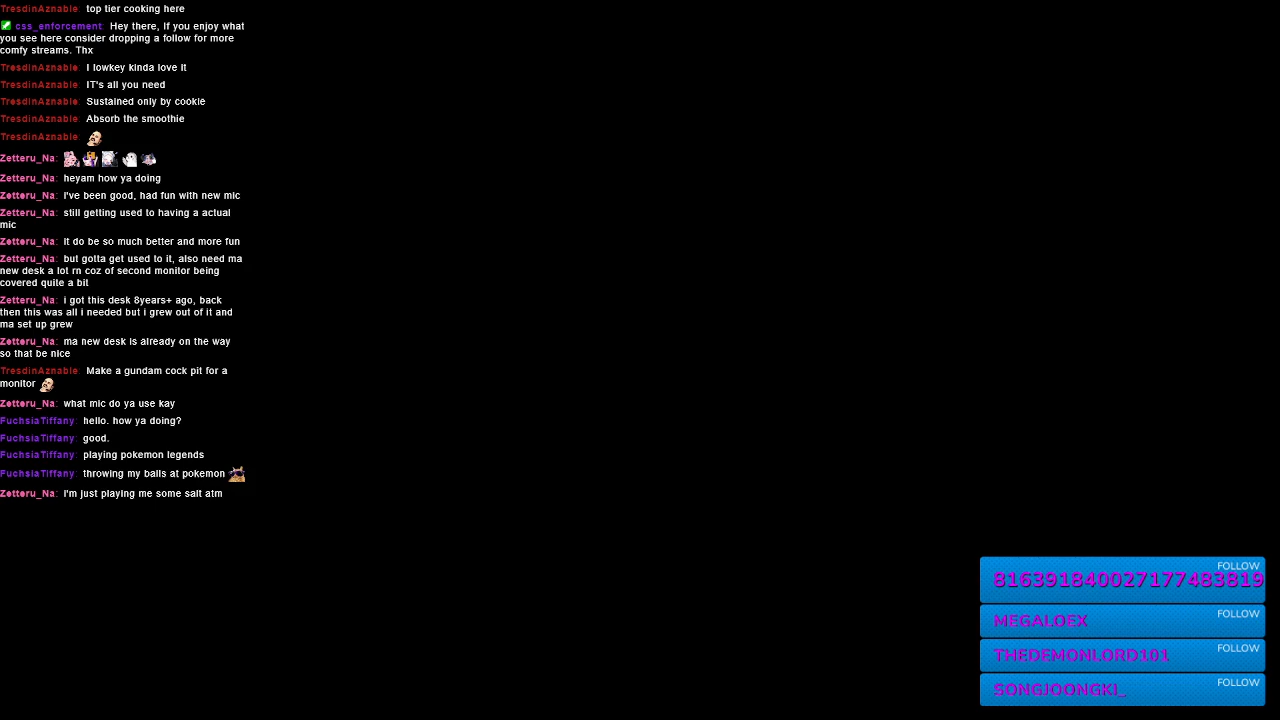 TresdinAznable: top tier cooking here
css_enforcement: Hey there, If you enjoy what
you see here consider dropping a follow for more
comfy streams. Thx
TresdinAznable: I lowkey kinda love it
TresdinAznable: IT's all you need
TresdinAznable: Sustained only by cookie
TresdinAznable: Absorb the smoothie
TresdinAznable:
Zetteru_Na:
Zetteru_Na: heyam how ya doing
Zetteru_Na: I've been good, had fun with new mic
Zetteru_Na: still getting used to having a actual
mic
Zetteru_Na: it do be so much better and more fun
Zetteru_Na: but gotta get used to it, also need ma
new desk a lot rn coz of second monitor being
covered quite a bit
Zetteru_Na: i got this desk 8years+ ago, back
then this was all i needed but i grew out of it and
ma set up grew
Zetteru_Na: ma new desk is already on the way
so that be nice
TresdinAznable: Make a gundam cock pit for a
monitor
Zetteru_Na: what mic do ya use kay
FuchsiaTiffany: hello. how ya doing?
FuchsiaTiffany: good.
FuchsiaTiffany: playing pokemon legends
FuchsiaTiffany: throwing my balls at pokemon
Zetteru_Na: I'm just playing me some salt atm
FOLLOW
816391840027177483819
FOLLOW
MEGALOEX
FOLLOW
THEDEMONLORD101
FOLLOW
SONGJOONGKI_